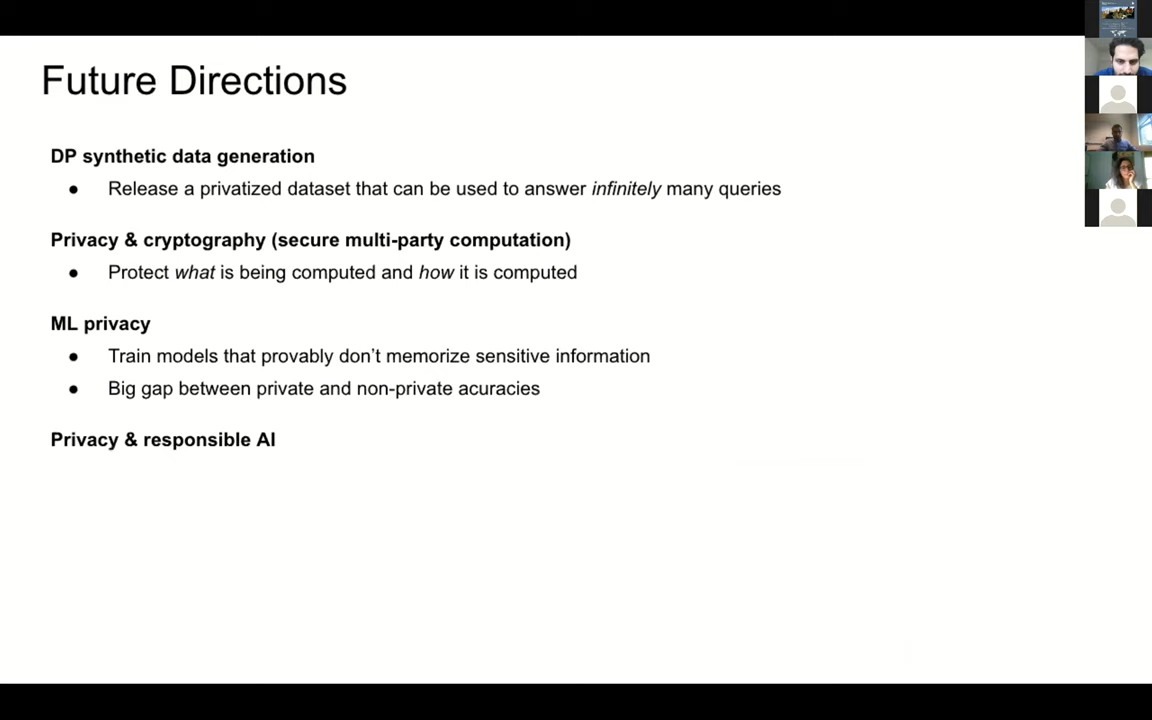 Future Directions
DP synthetic data generation
● Release a privatized dataset that can be used to answer infinitely many queries
Privacy & cryptography (secure multi-party computation)
● Protect what is being computed and how it is computed
ML privacy
● Train models that provably don’t memorize sensitive information
● Big gap between private and non-private acuracies
Privacy & responsible AI